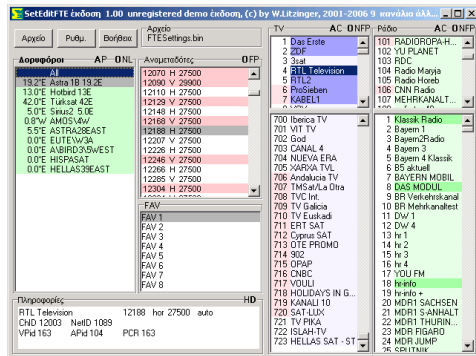 SetEditFTE έκδοση 1.00 unregistered demo έκδοση, (c) by W.Litzinger, 2001-2006 9 κανάλια άλλ...
Αρχείο
Ρυθμ.
Βοήθεια
Αρχείο
FTESettings.bin
Δορυφόροι AP ONL
All
19.2°E Astra 1B 19.2E
13.0°E Hotbird 13E
42.0°E Türksat 42E
5.0°E Sirius2 5.0E
0.8°W AMOS4W
5.5°E ASTRA28EAST
0.0°E EUTEW3A
0.0°E ABIRD3.5WEST
0.0°E HISPASAT
0.0°E HELLAS39EAST
Αναμεταδότες 0FP
12070 H 27500
12090 V 29900
12110 H 27500
12129 V 27500
12148 H 27500
12168 V 27500
12188 H 27500
12207 V 27500
12226 H 27500
12246 V 27500
12266 H 27500
12285 V 27500
12304 H 27500
FAV
FAV 1
FAV 2
FAV 3
FAV 4
FAV 5
FAV 6
FAV 7
FAV 8
Πληροφορίες HD
RTL Television 12188 hor 27500 auto
CHD 12003 NetID 1089
VPid 163 APid 104 PCR 163
TV AC ONFP
1 Das Erste
2 ZDF
3 3sat
4 RTL Television
5 RTL2
6 ProSieben
7 KABEL1
700 Iberica TV
701 VIT TV
702 God
703 CANAL 4
704 NUEVA ERA
705 XARXA TVL
706 Andalucia TV
707 TMSat/La Otra
708 TVC Int.
709 TV Galicia
710 TV Euskadi
711 ERT SAT
712 Cyprus SAT
713 OTE PROMO
714 902
715 OPAP
716 CNBC
717 VOULI
718 HOLIDAYS IN G...
719 KANALI 10
720 SAT-LUX
721 TV PIKA
722 ISLAH-TV
723 HELLAS SAT - ST
Ράδιο AC ONFP
101 RADIOROPA-H...
102 YU PLANET
103 RDC
104 Radio Maryja
105 Radio Horeb
106 CNN Radio
107 MEHRKANALT...
1 Klassik Radio
2 Bayern 1
3 Bayern2Radio
4 Bayern 3
5 Bayern 4 Klassik
6 B5 aktuell
7 BAYERN MOBIL
8 DAS MODUL
9 BR Verkehrskanal
10 BR Mehrkanaltest
11 DW 1
12 DW 2
13 hr 1
14 hr 2
15 hr 3
16 hr 4
17 YOU FM
18 hr-info
19 hr-info +
20 MDR1 SACHSEN
21 MDR1 S-ANHALT
22 MDR1 THÜRIN...
23 MDR FIGARO
24 MDR JUMP
25 SPUTNIK